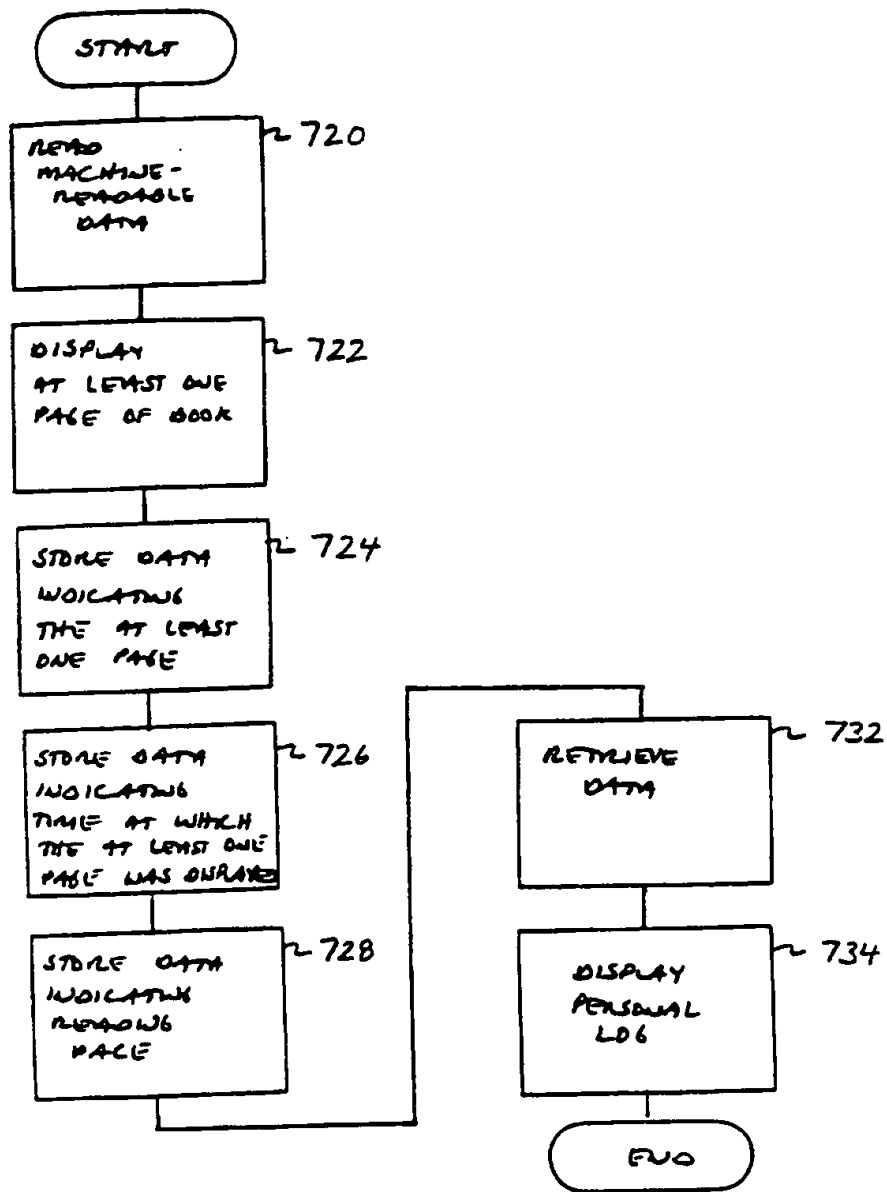 START
READ
MACHINE-
READABLE
DATA
720
DISPLAY
AT LEAST ONE
PAGE OF BOOK
722
STORE DATA
INDICATING
THE AT LEAST
ONE PAGE
724
STORE DATA
INDICATING
TIME AT WHICH
THE AT LEAST ONE
PAGE WAS DISPLAYED
726
STORE DATA
INDICATING
READING
PACE
728
RETRIEVE
DATA
732
DISPLAY
PERSONAL
LOG
734
END